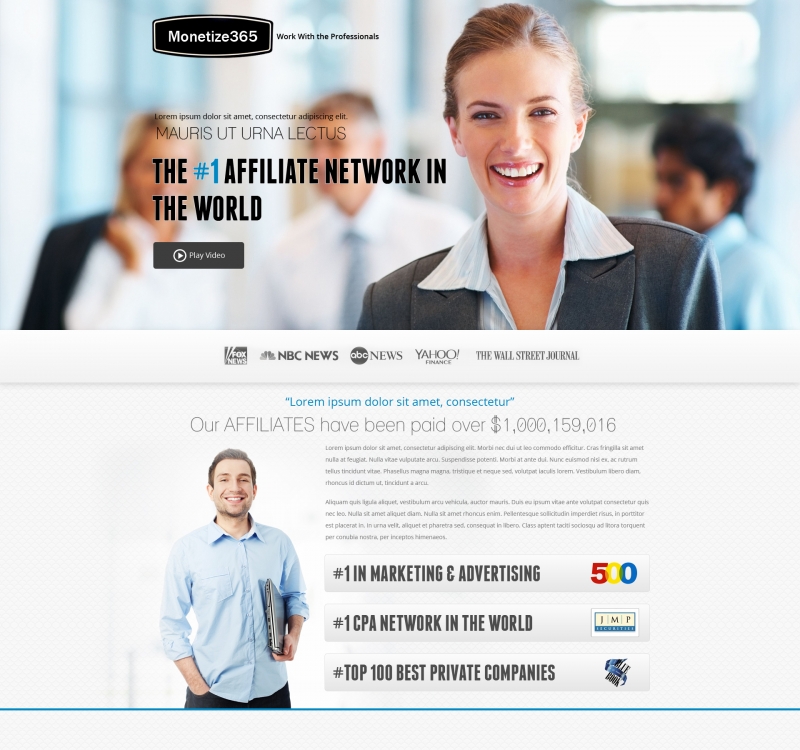 Monetize365
Work With the Professionals
Lorem ipsum dolor sit amet, consectetur adipiscing elit.
MAURIS UT URNA LECTUS
THE #1 AFFILIATE NETWORK IN
THE WORLD
Play Video
FOX NEWS
NBC NEWS
abc NEWS
YAHOO! FINANCE
THE WALL STREET JOURNAL
“Lorem ipsum dolor sit amet, consectetur”
Our AFFILIATES have been paid over $1,000,159,016
Lorem ipsum dolor sit amet, consectetur adipiscing elit. Morbi nec dui ut leo commodo efficitur. Cras fringilla sit amet
nulla at feugiat. Nulla vitae vulputate arcu. Suspendisse potenti. Morbi at ante dui. Nunc euismod nisi ex, ac rutrum
tellus tincidunt vitae. Phasellus magna magna, tristique et neque sed, volutpat iaculis lorem. Vestibulum libero diam,
rhoncus id dictum ut, tincidunt a arcu.
Aliquam quis ligula aliquet, vestibulum arcu vehicula, auctor mauris. Duis eu ipsum vitae ante volutpat consectetur quis
nec leo. Nulla sit amet aliquet diam. Nulla sit amet rhoncus enim. Pellentesque sollicitudin imperdiet risus, in porttitor
est placerat in. In urna velit, aliquet et pharetra sed, consequat in libero. Class aptent taciti sociosqu ad litora torquent
per conubia nostra, per inceptos himenaeos.
#1 IN MARKETING & ADVERTISING
500
#1 CPA NETWORK IN THE WORLD
JMP
SECURITIES
#TOP 100 BEST PRIVATE COMPANIES
BLUE
BOOK